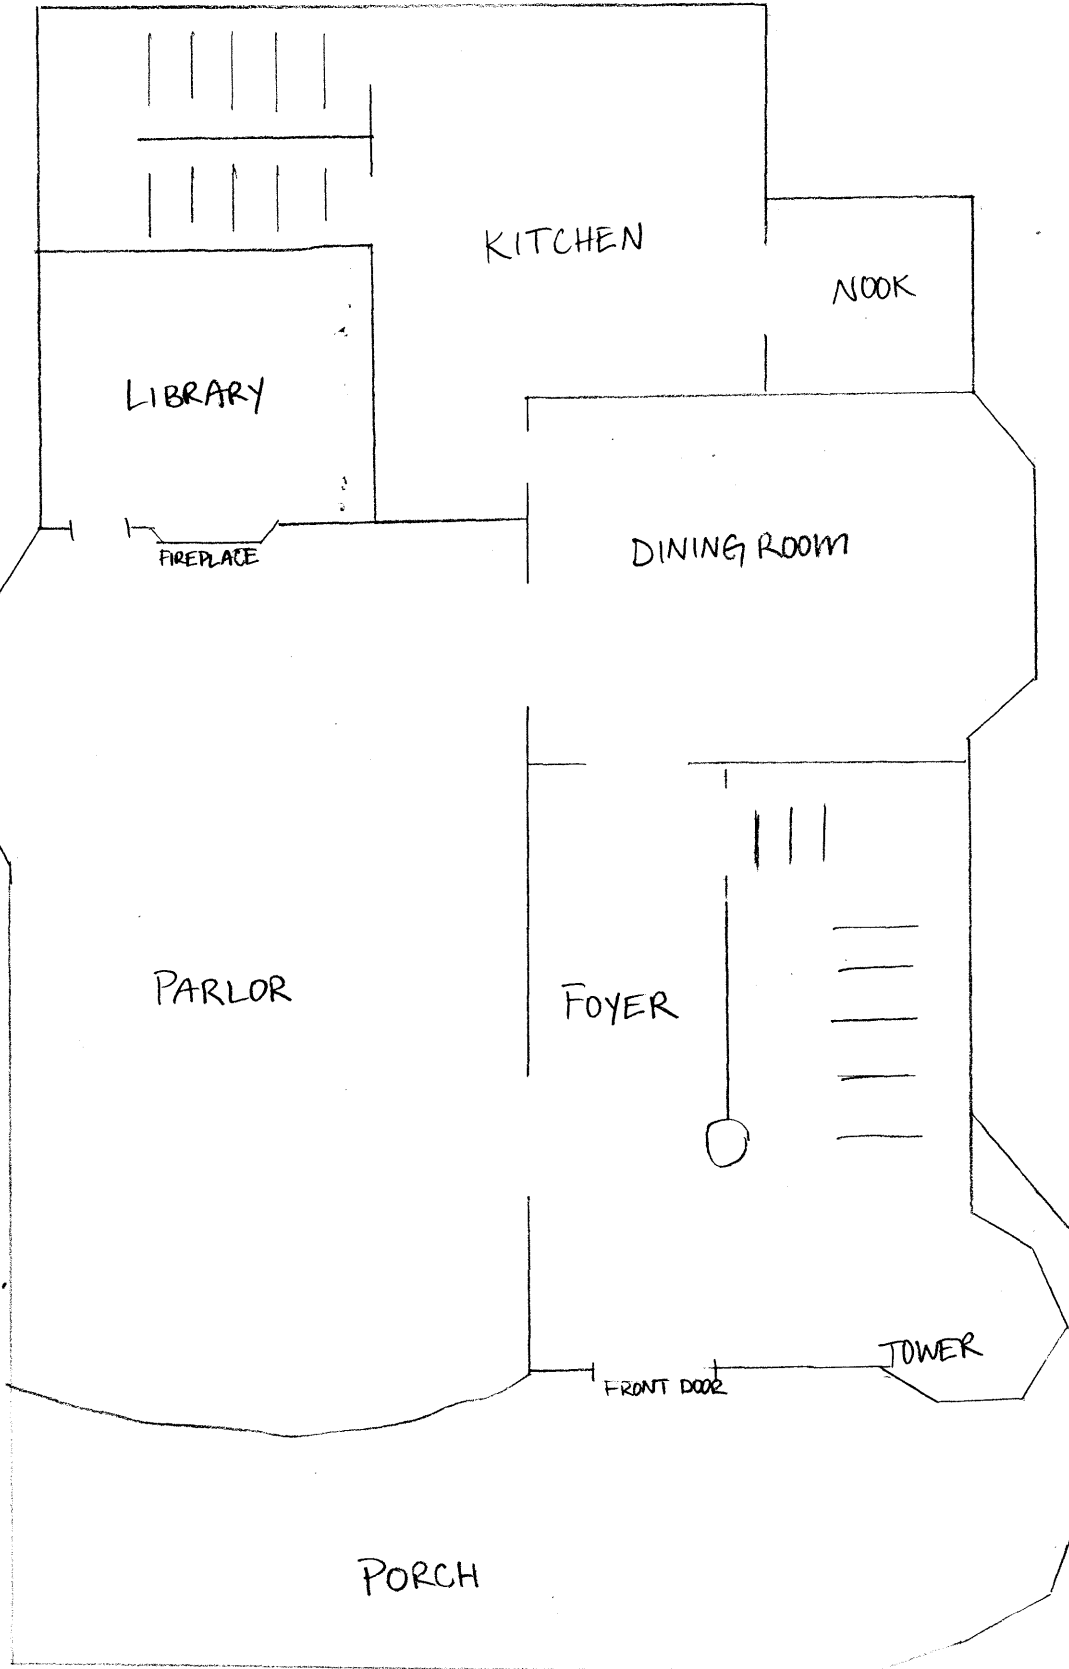 KITCHEN
NOOK
LIBRARY
DINING ROOM
FIREPLACE
PARLOR
FOYER
TOWER
FRONT DOOR
PORCH